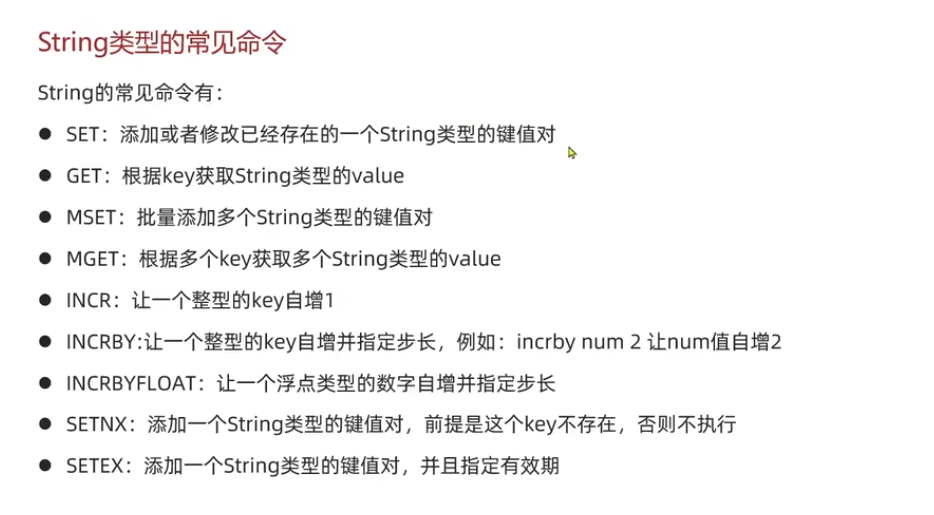 String类型的常见命令
String的常见命令有：
● SET：添加或者修改已经存在的一个String类型的键值对
● GET：根据key获取String类型的value
● MSET：批量添加多个String类型的键值对
● MGET：根据多个key获取多个String类型的value
● INCR：让一个整型的key自增1
● INCRBY:让一个整型的key自增并指定步长，例如：incrby num 2 让num值自增2
● INCRBYFLOAT：让一个浮点类型的数字自增并指定步长
● SETNX：添加一个String类型的键值对，前提是这个key不存在，否则不执行
● SETEX：添加一个String类型的键值对，并且指定有效期